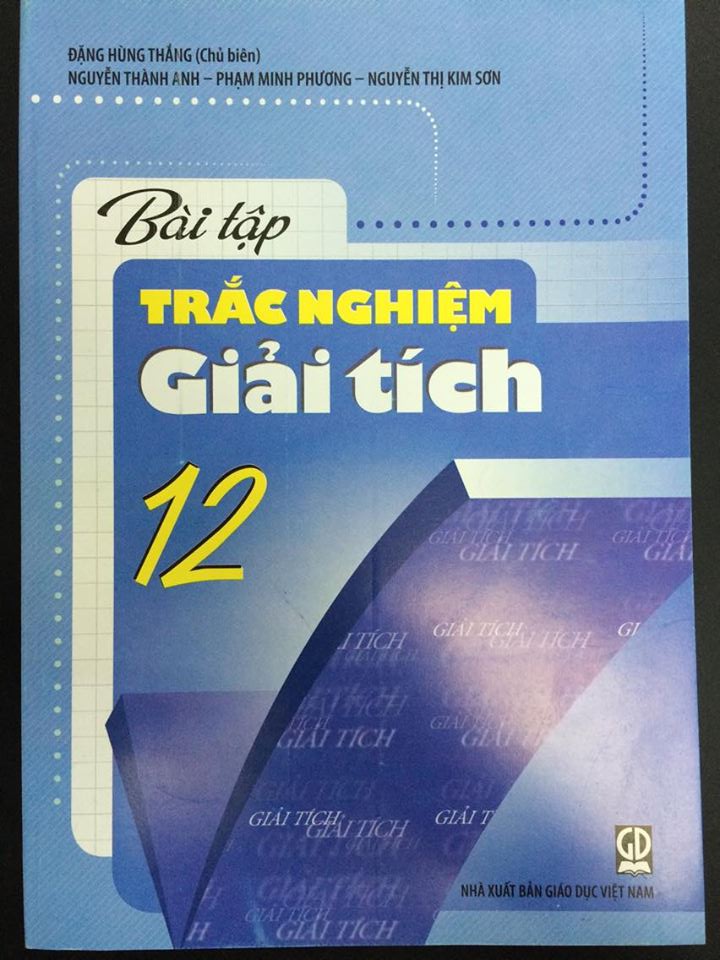 ĐẶNG HÙNG THẮNG (Chủ biên)
NGUYỄN THÀNH ANH – PHẠM MINH PHƯƠNG – NGUYỄN THỊ KIM SƠN
Bài tập
TRẮC NGHIỆM
Giải tích
12
GIẢI TÍCH
GIẢI TÍCH
GIẢI TÍCH
GIẢI TÍCH
GIẢI TÍCH
GIẢI TÍCH
GIẢI TÍCH
GIẢI TÍCH
GIẢI TÍCH
GD
NHÀ XUẤT BẢN GIÁO DỤC VIỆT NAM